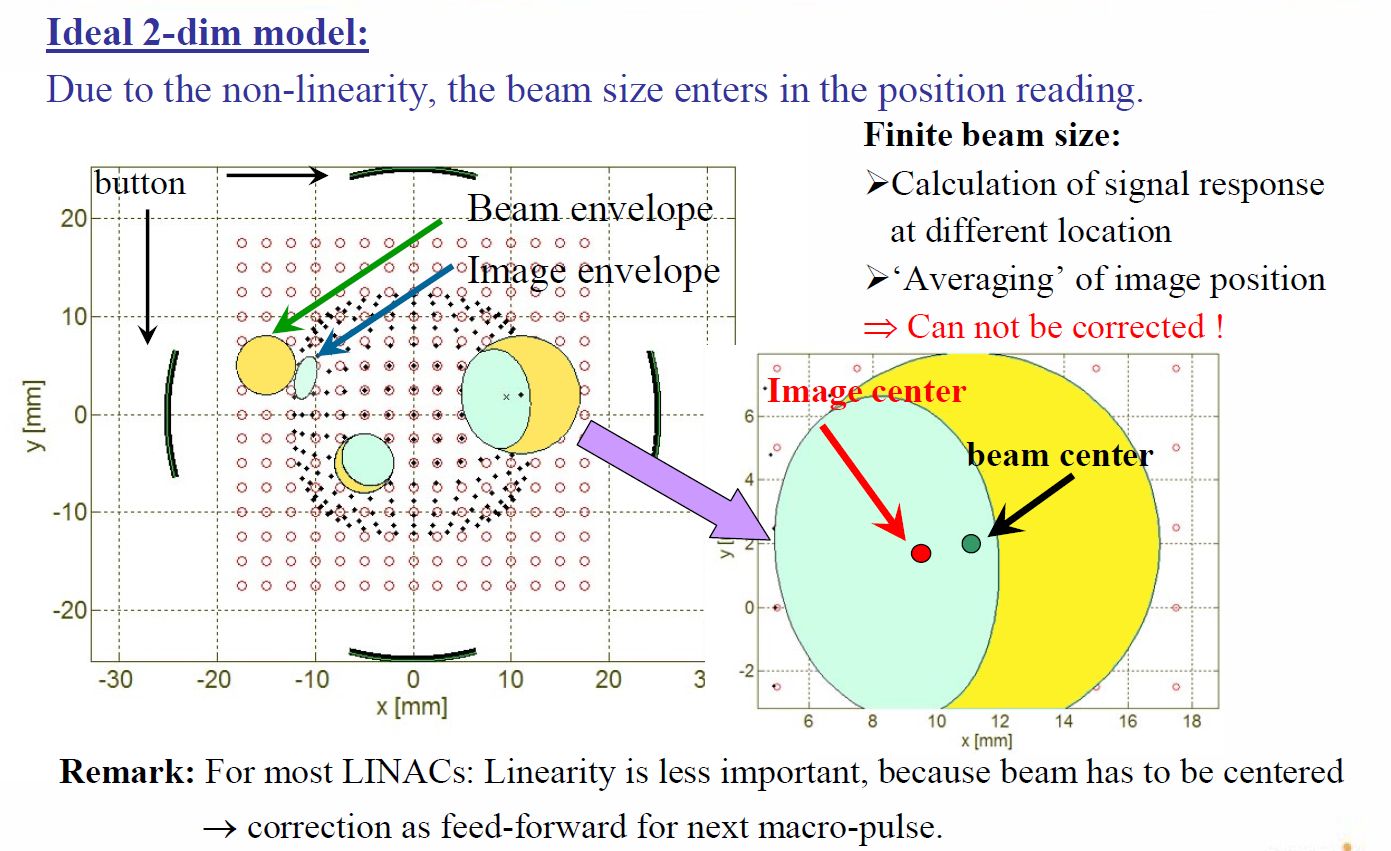 Ideal 2-dim model:
Due to the non-linearity, the beam size enters in the position reading.
Finite beam size:
➢Calculation of signal response
at different location
➢‘Averaging’ of image position
⇒ Can not be corrected !
button
Beam envelope
Image envelope
20
10
0
-10
-20
y [mm]
-30 -20 -10 0 10 20 3
x [mm]
Image center
beam center
6
4
2
0
-2
y [
6 8 10 12 14 16 18
x [mm]
Remark: For most LINACs: Linearity is less important, because beam has to be centered
→ correction as feed-forward for next macro-pulse.